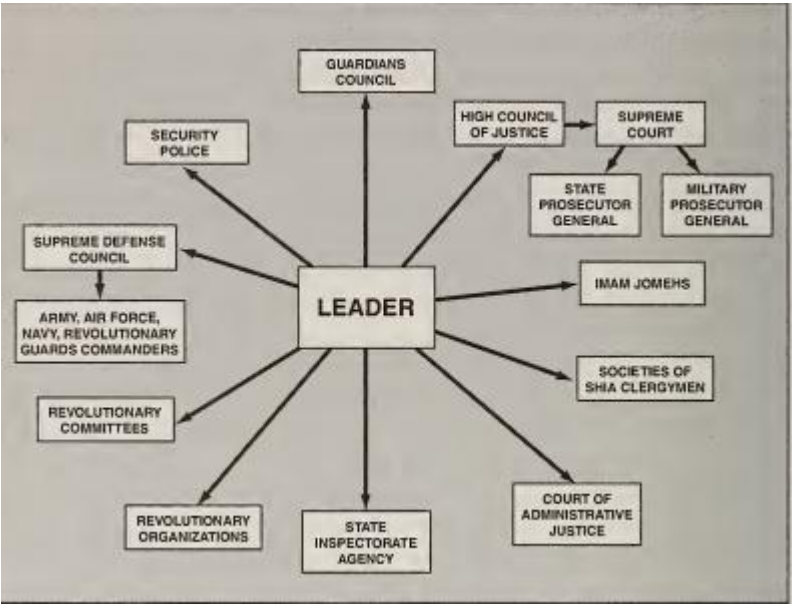 GUARDIANS
COUNCIL
HIGH COUNCIL
OF JUSTICE
SUPREME
COURT
SECURITY
POLICE
STATE
PROSECUTOR
GENERAL
MILITARY
PROSECUTOR
GENERAL
SUPREME DEFENSE
COUNCIL
LEADER
IMAM JOMEHS
ARMY, AIR FORCE,
NAVY, REVOLUTIONARY
GUARDS COMMANDERS
SOCIETIES OF
SHIA CLERGYMEN
REVOLUTIONARY
COMMITTEES
REVOLUTIONARY
ORGANIZATIONS
STATE
INSPECTORATE
AGENCY
COURT OF
ADMINISTRATIVE
JUSTICE